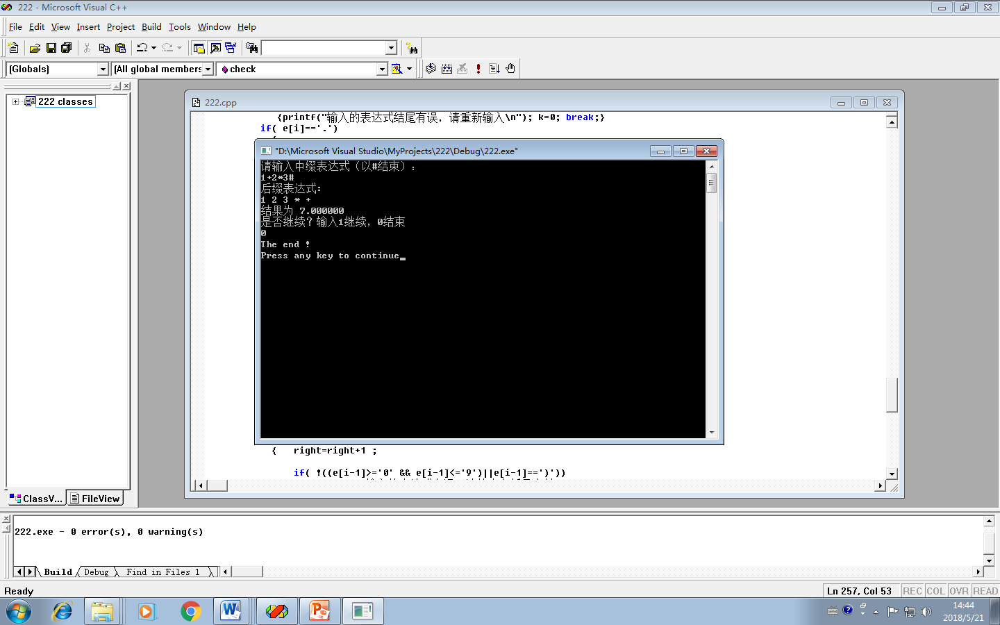 222 - Microsoft Visual C++
File Edit View Insert Project Build Tools Window Help
(Globals) (All global members check
222 classes
222.cpp
{printf("输入的表达式结尾有误，请重新输入\n"); k=0; break;}
if( e[i]=='.')
"D:\Microsoft Visual Studio\MyProjects\222\Debug\222.exe"
请输入中缀表达式（以#结束）：
1+2*3#
后缀表达式：
1 2 3 * +
结果为 7.000000
是否继续？输入1继续，0结束
0
The end !
Press any key to continue
{ right=right+1 ;
if( !((e[i-1]>='0' && e[i-1]<='9')||e[i-1]==')'))
ClassV... FileView
222.exe - 0 error(s), 0 warning(s)
Build Debug Find in Files 1
Ready
Ln 257, Col 53 REC COL OVR READ
14:44
2018/5/21